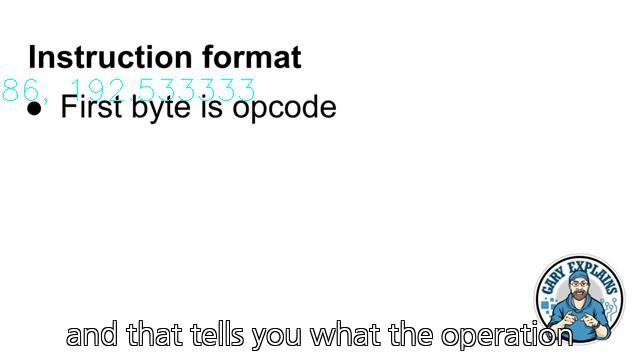 Instruction format
86, 192.533333
● First byte is opcode
GARY EXPLAINS
and that tells you what the operation